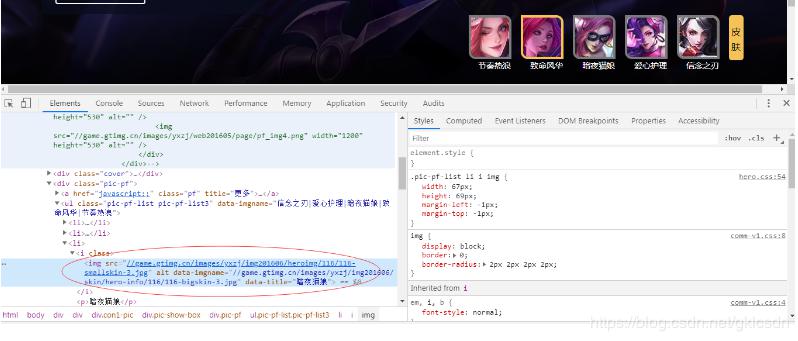 皮
肤
节奏热浪 致命风华 暗夜猫娘 爱心护理 信念之刃
Elements Console Sources Network Performance Memory Application Security Audits
height="530" alt="" />
<img
src="//game.gtimg.cn/images/yxzj/web201605/page/pf_img4.png" width="1200"
height="530" alt="" />
</div>
</div>-->
▶<div class="cover">…</div>
▼<div class="pic-pf">
▶<a href="javascript:;" class="pf" title="更多">…</a>
▼<ul class="pic-pf-list pic-pf-list3" data-imgname="信念之刃|爱心护理|暗夜猫娘|致
命风华|节奏热浪">
▶<li>…</li>
▶<li>…</li>
▼<li>
▼<i class>
… <img src="//game.gtimg.cn/images/yxzj/img201606/heroimg/116/116-
smallskin-3.jpg" alt data-imgname="//game.gtimg.cn/images/yxzj/img201606/
skin/hero-info/116/116-bigskin-3.jpg" data-title="暗夜猫娘"> == $0
</i>
<p>暗夜猫娘</p>
html body div div div.con1-pic div.pic-show-box div.pic-pf ul.pic-pf-list.pic-pf-list3 li i img
Styles Computed Event Listeners DOM Breakpoints Properties Accessibility
Filter :hov .cls +
element.style {
}
.pic-pf-list li i img { hero.css:54
width: 67px;
height: 69px;
margin-left: -1px;
margin-top: -1px;
}
img { comm-v1.css:8
display: block;
border:▶0;
border-radius:▶2px 2px 2px 2px;
}
Inherited from i
em, i, b { comm-v1.css:4
font-style: normal;
https://blog.csdn.net/gklcsdn